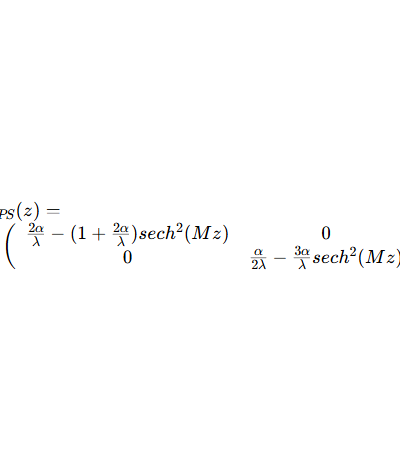 PS(z) =
( 2α/λ − (1 + 2α/λ)sech²(Mz) 0
0 α/2λ − 3α/λ sech²(Mz)